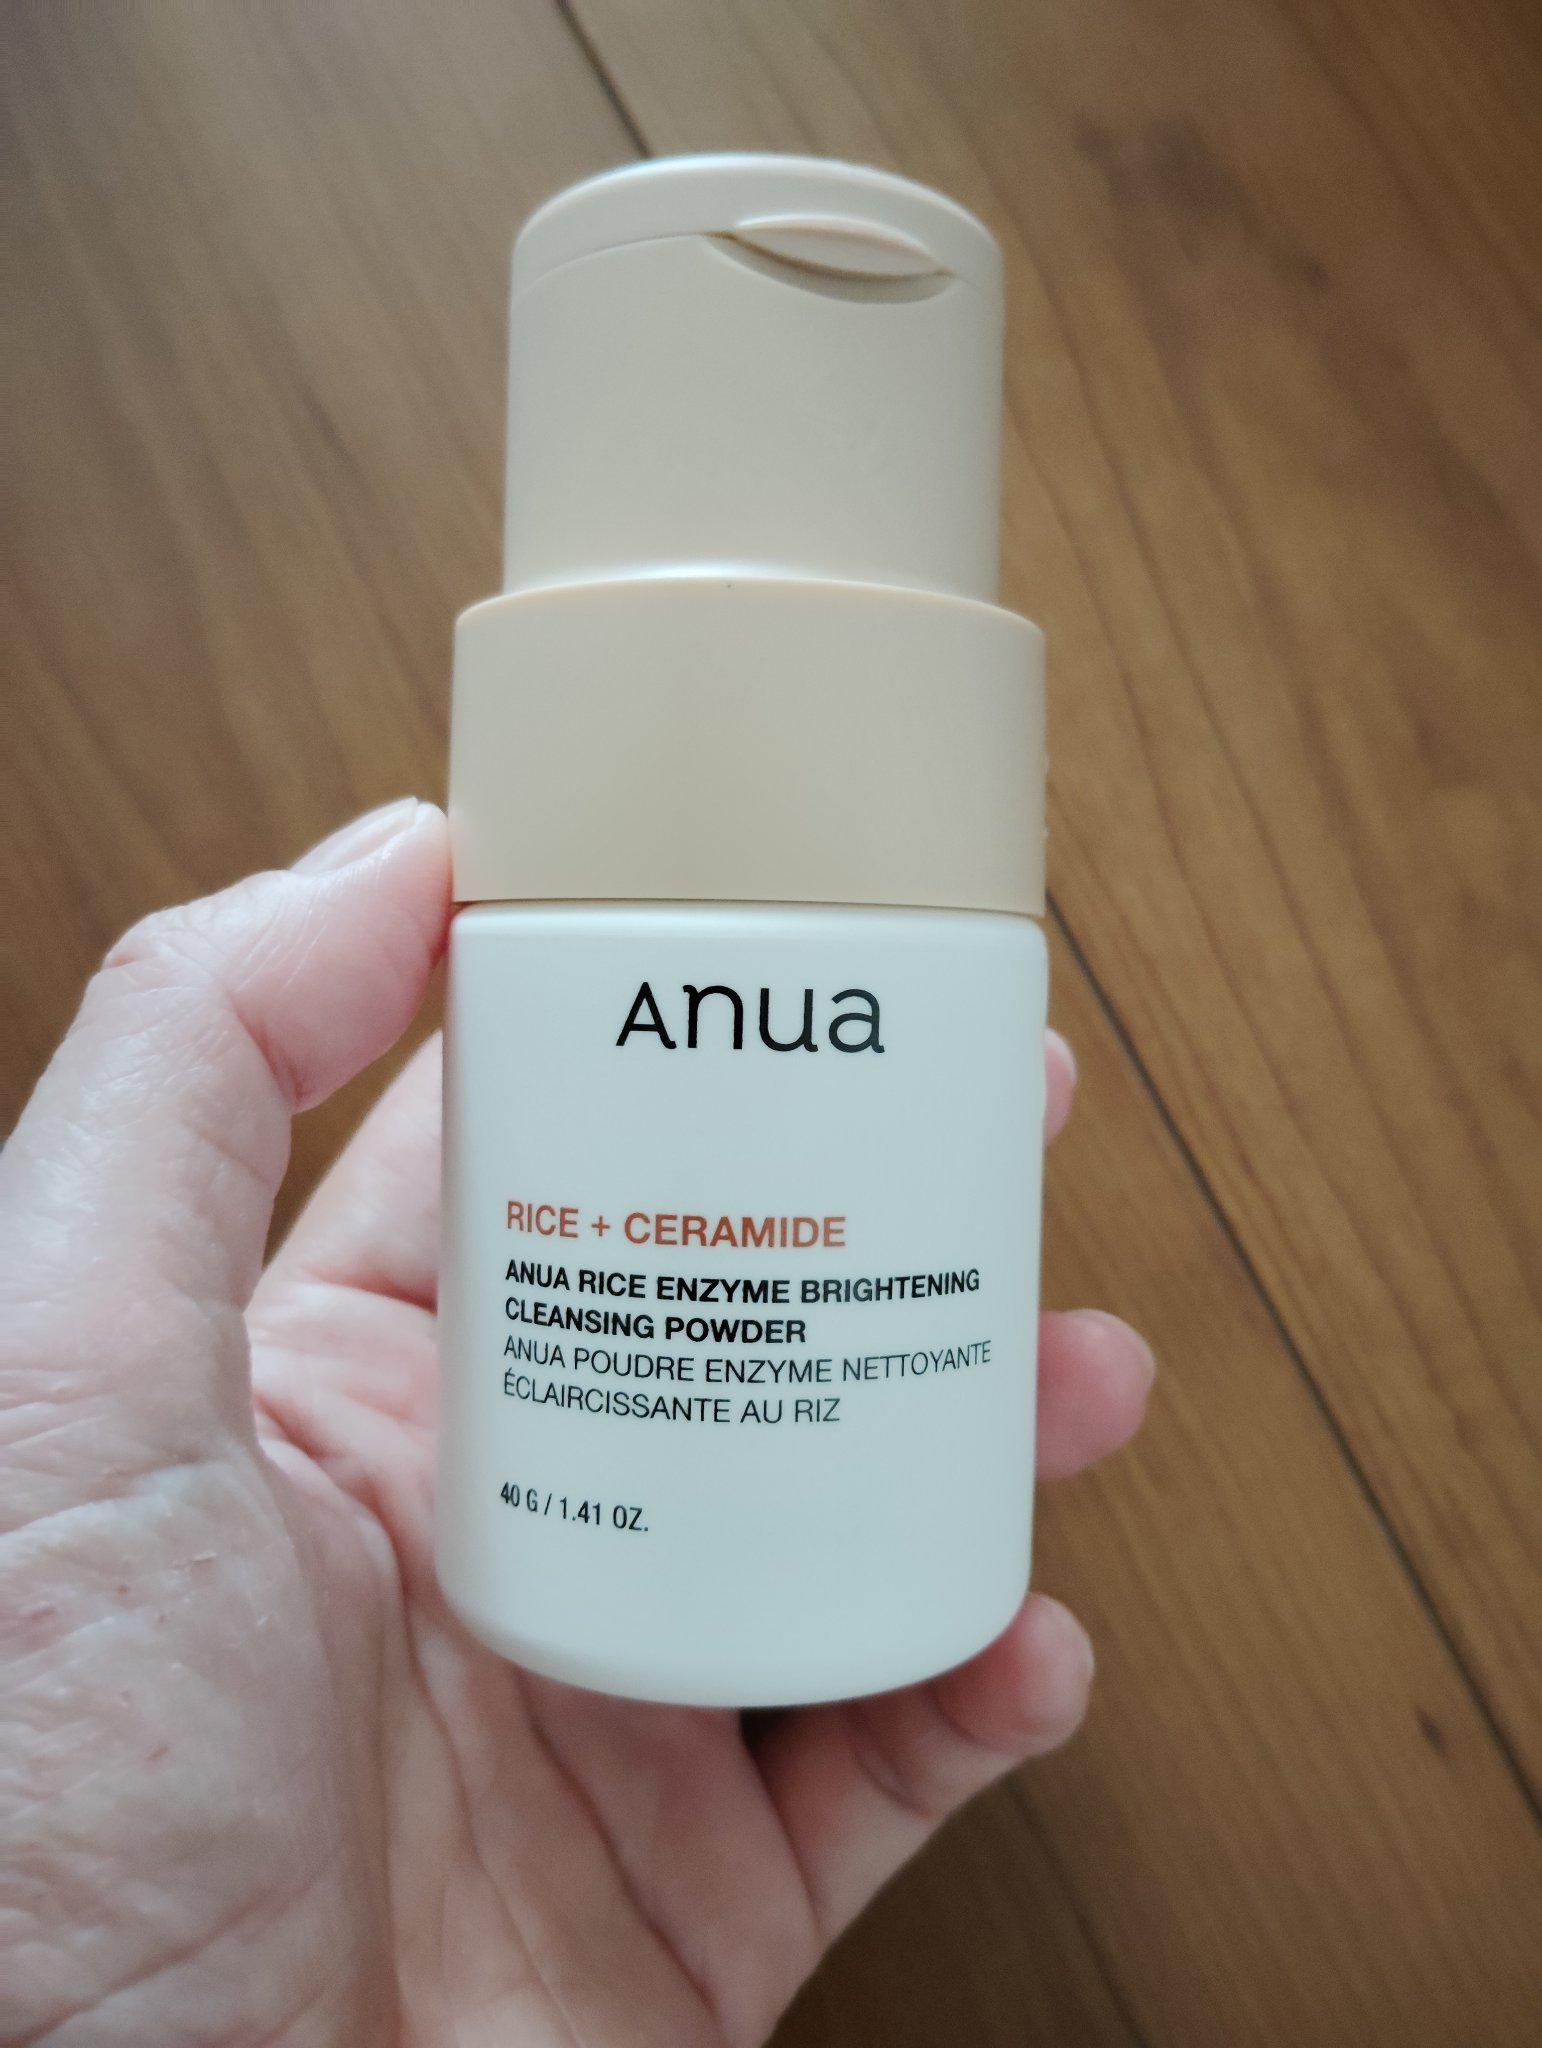 Anua
RICE + CERAMIDE
ANUA RICE ENZYME BRIGHTENING
CLEANSING POWDER
ANUA POUDRE ENZYME NETTOYANTE
ÉCLAIRCISSANTE AU RIZ
40 G / 1.41 OZ.